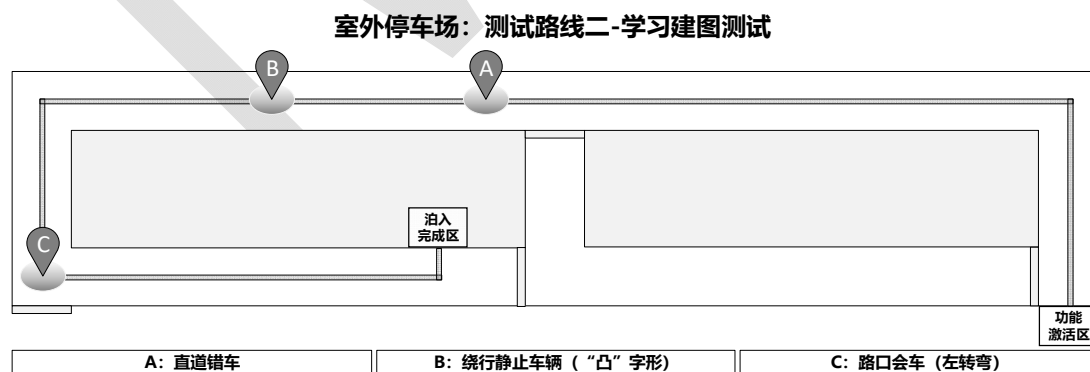 室外停车场：测试路线二-学习建图测试
B
A
C
泊入
完成区
功能
激活区
A：直道错车
B：绕行静止车辆（“凸”字形）
C：路口会车（左转弯）